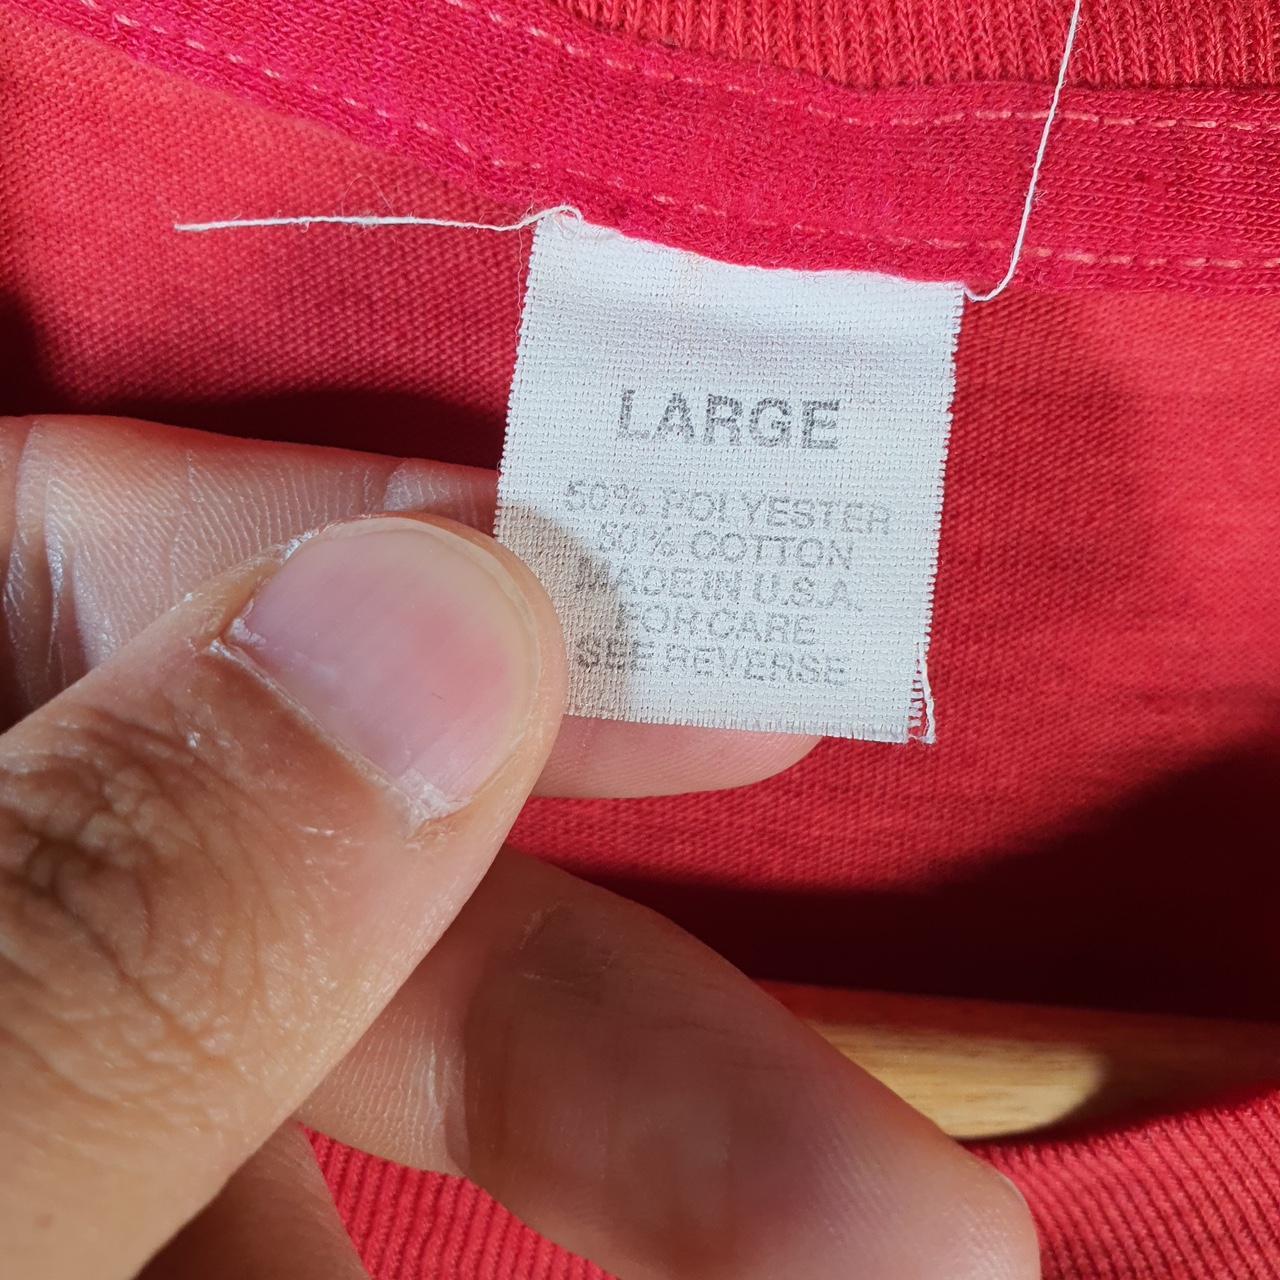 LARGE
50% POLYESTER
50% COTTON
MADE IN U.S.A.
FOR CARE
SEE REVERSE